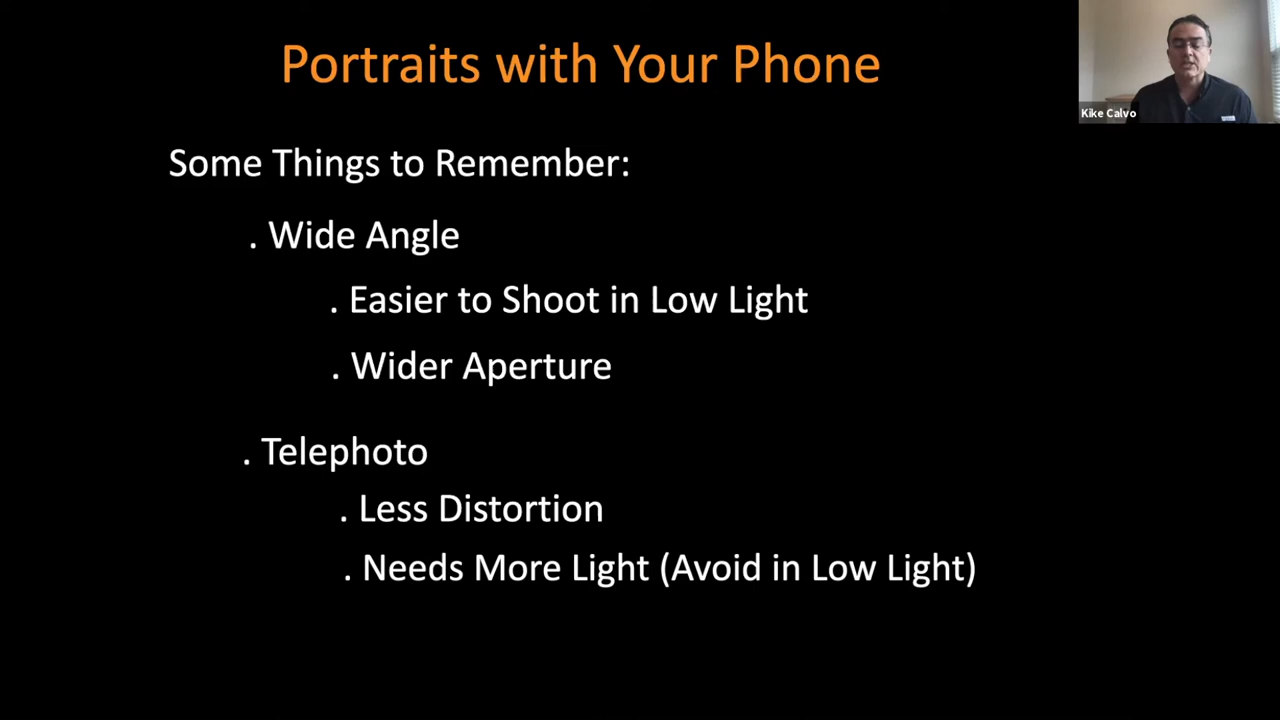 Portraits with Your Phone
Kike Calvo
Some Things to Remember:
. Wide Angle
. Easier to Shoot in Low Light
. Wider Aperture
. Telephoto
. Less Distortion
. Needs More Light (Avoid in Low Light)